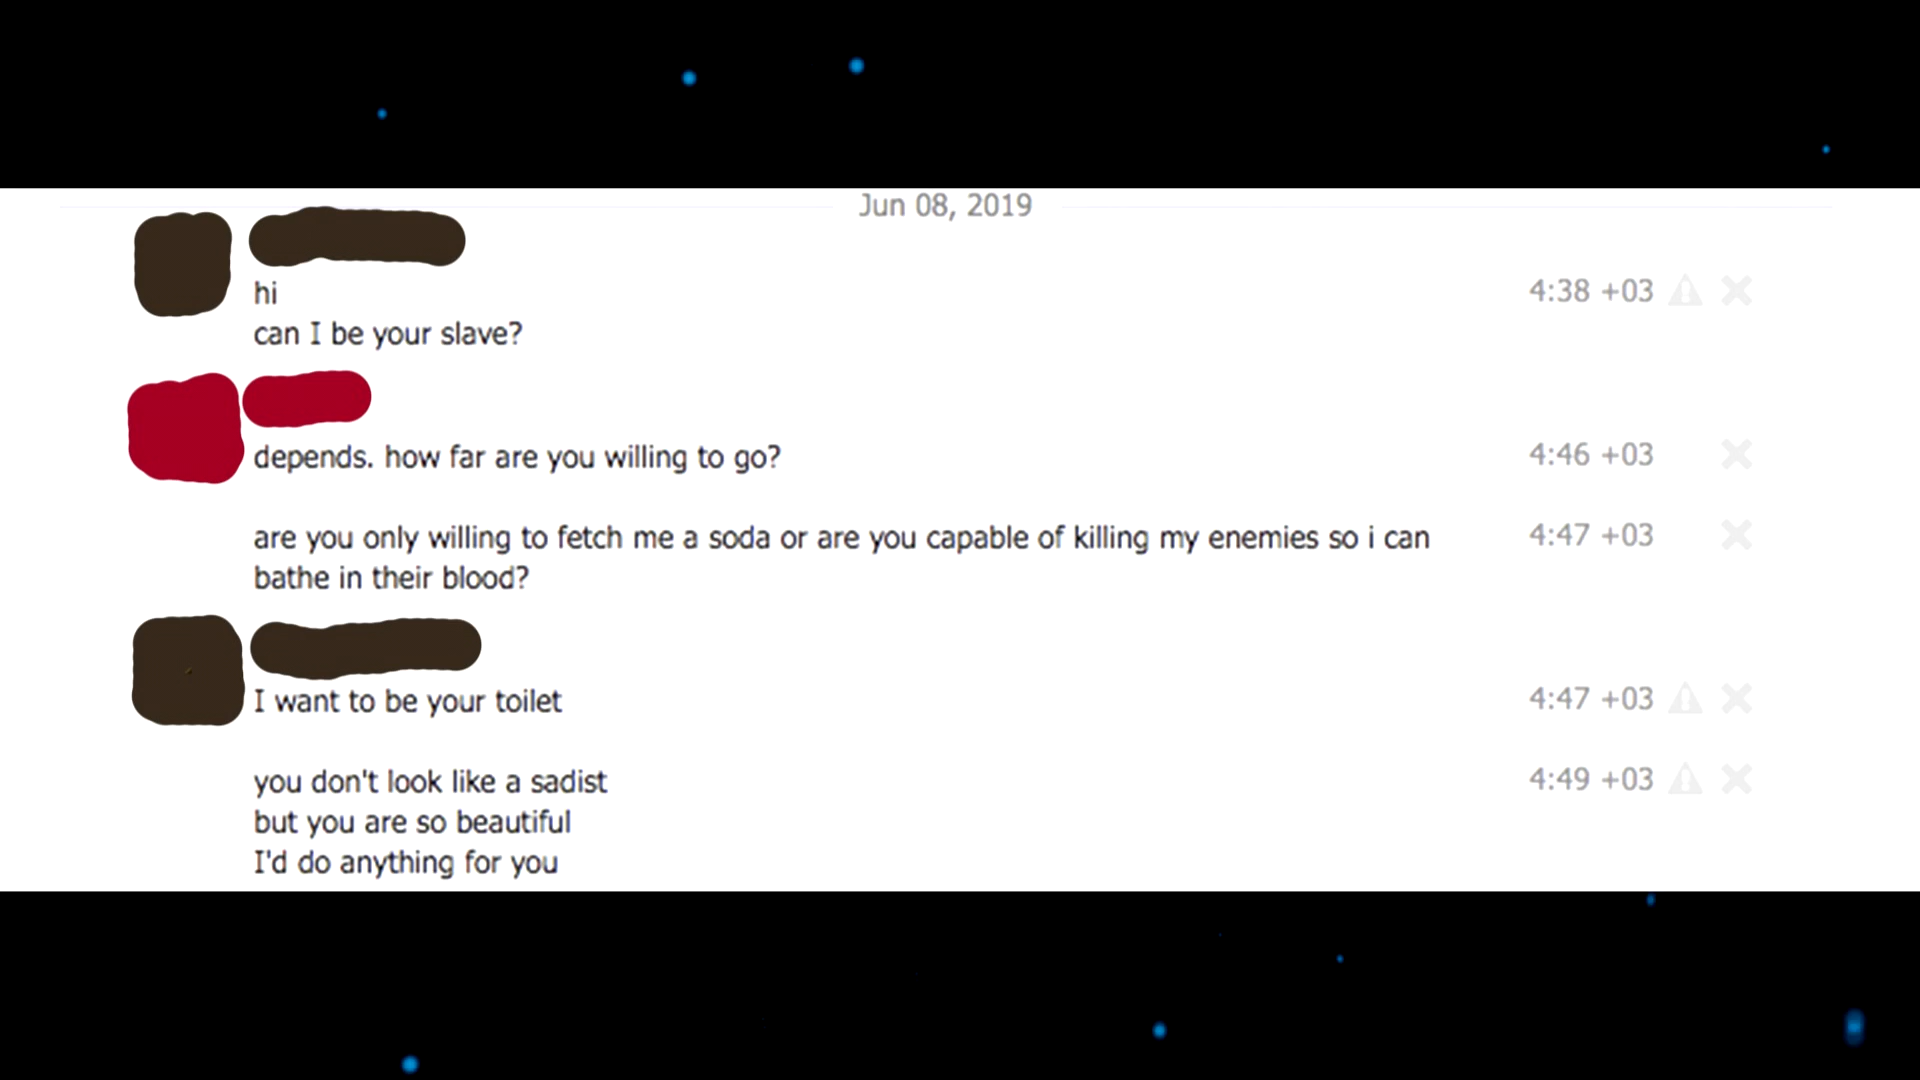 Jun 08, 2019
hi 4:38 +03
can I be your slave?
depends. how far are you willing to go? 4:46 +03
are you only willing to fetch me a soda or are you capable of killing my enemies so i can 4:47 +03
bathe in their blood?
I want to be your toilet 4:47 +03
you don't look like a sadist 4:49 +03
but you are so beautiful
I'd do anything for you